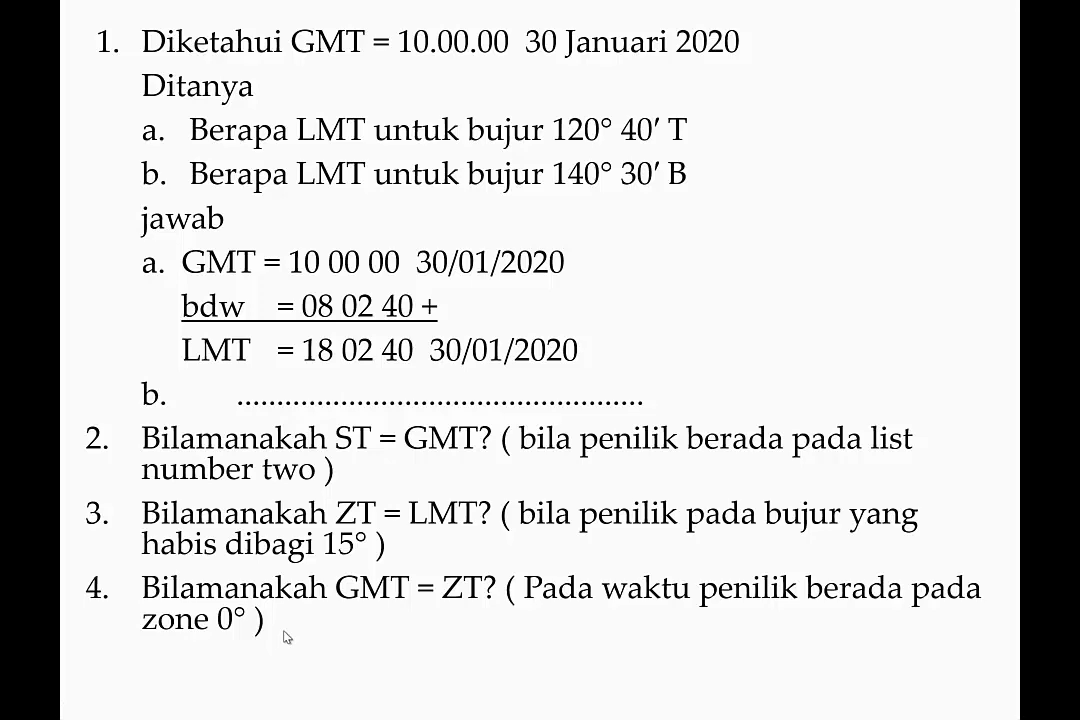 1. Diketahui GMT = 10.00.00 30 Januari 2020
Ditanya
a. Berapa LMT untuk bujur 120° 40′ T
b. Berapa LMT untuk bujur 140° 30′ B
jawab
a. GMT = 10 00 00 30/01/2020
bdw = 08 02 40 +
LMT = 18 02 40 30/01/2020
b. ..................................................
2. Bilamanakah ST = GMT? ( bila penilik berada pada list
number two )
3. Bilamanakah ZT = LMT? ( bila penilik pada bujur yang
habis dibagi 15° )
4. Bilamanakah GMT = ZT? ( Pada waktu penilik berada pada
zone 0° )